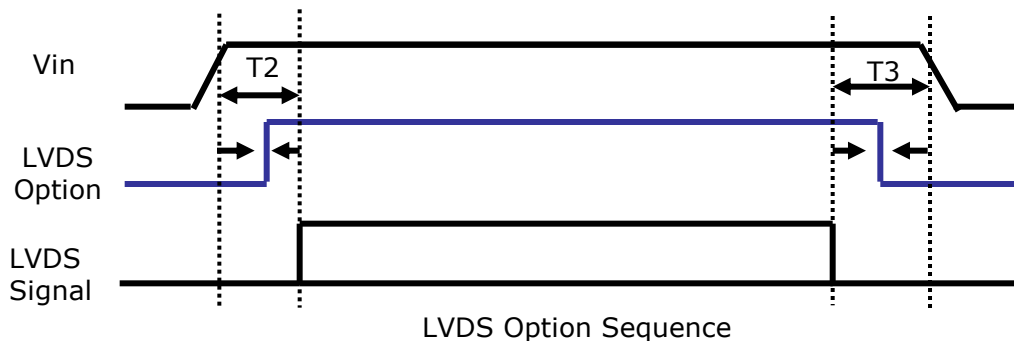 Vin
T2
T3
LVDS
Option
LVDS
Signal
LVDS Option Sequence